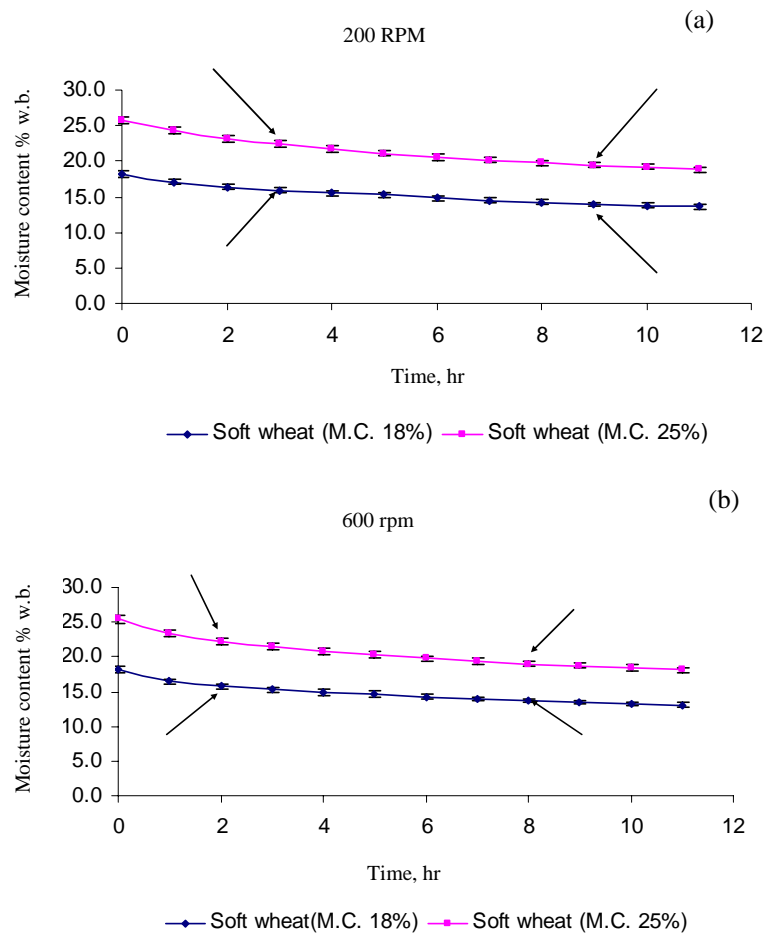 (a)
200 RPM
Moisture content % w.b.
30.0
25.0
20.0
15.0
10.0
5.0
0.0
0 2 4 6 8 10 12
Time, hr
Soft wheat (M.C. 18%) Soft wheat (M.C. 25%)
(b)
600 rpm
Moisture content % w.b.
30.0
25.0
20.0
15.0
10.0
5.0
0.0
0 2 4 6 8 10 12
Time, hr
Soft wheat(M.C. 18%) Soft wheat (M.C. 25%)